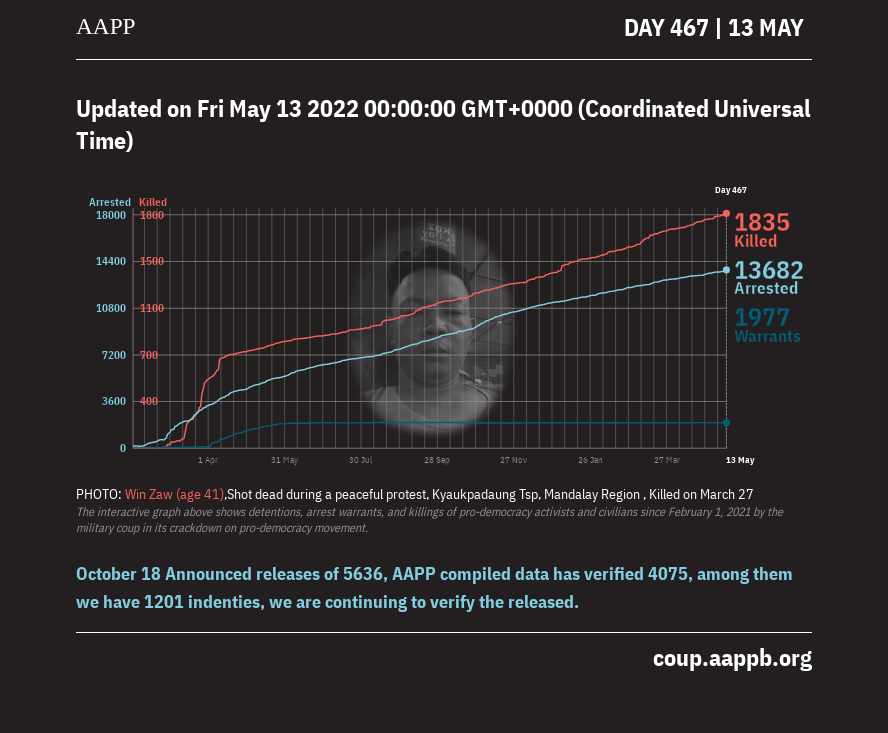 AAPP
DAY 467 | 13 MAY
Updated on Fri May 13 2022 00:00:00 GMT+0000 (Coordinated Universal
Time)
Day 467
Arrested Killed
18000 1800
14400 1500
10800 1100
7200 700
3600 400
0
1835
Killed
13682
Arrested
1977
Warrants
1 Apr 31 May 30 Jul 28 Sep 27 Nov 26 Jan 27 Mar 13 May
PHOTO: Win Zaw (age 41),Shot dead during a peaceful protest, Kyaukpadaung Tsp, Mandalay Region , Killed on March 27
The interactive graph above shows detentions, arrest warrants, and killings of pro-democracy activists and civilians since February 1, 2021 by the
military coup in its crackdown on pro-democracy movement.
October 18 Announced releases of 5636, AAPP compiled data has verified 4075, among them
we have 1201 indenties, we are continuing to verify the released.
coup.aappb.org